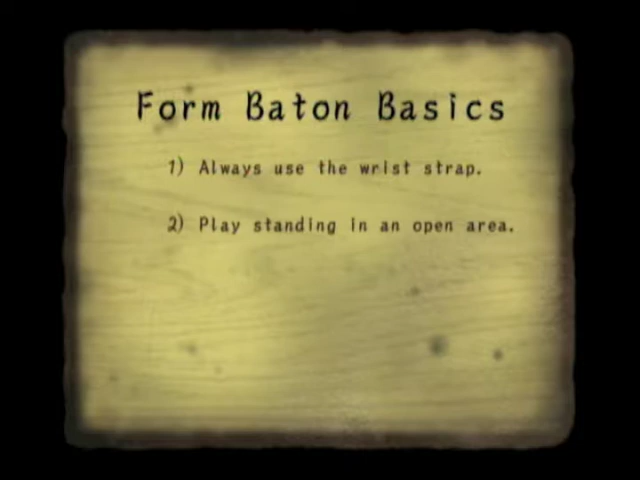 Form Baton Basics
1) Always use the wrist strap.
2) Play standing in an open area.